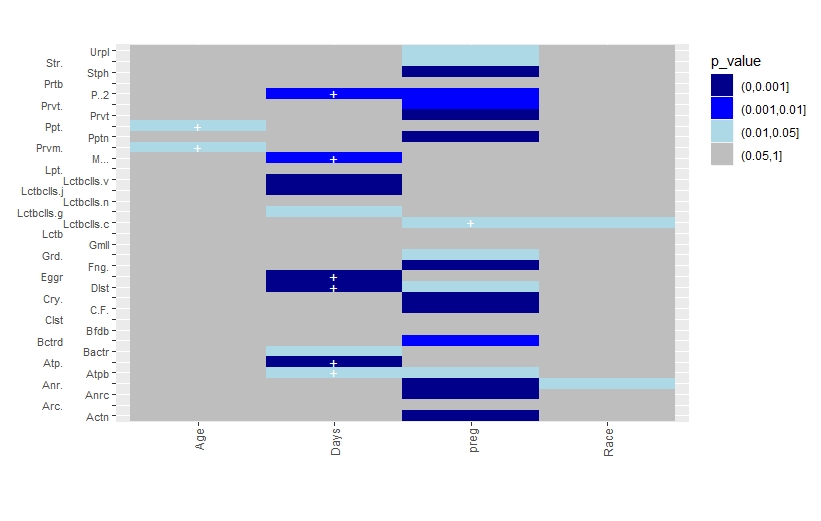 Urpl
Str.
Stph
Prtb
P..2
Prvt.
Prvt
Ppt.
Pptn
Prvm.
M...
Lpt.
Lctbclls.v
Lctbclls.j
Lctbclls.n
Lctbclls.g
Lctbclls.c
Lctb
Gmll
Grd.
Fng.
Eggr
Dlst
Cry.
C.F.
Clst
Bfdb
Bctrd
Bactr
Atp.
Atpb
Anr.
Anrc
Arc.
Actn
Age
Days
preg
Race
p_value
(0,0.001]
(0.001,0.01]
(0.01,0.05]
(0.05,1]
+
+
+
+
+
+
+
+
+